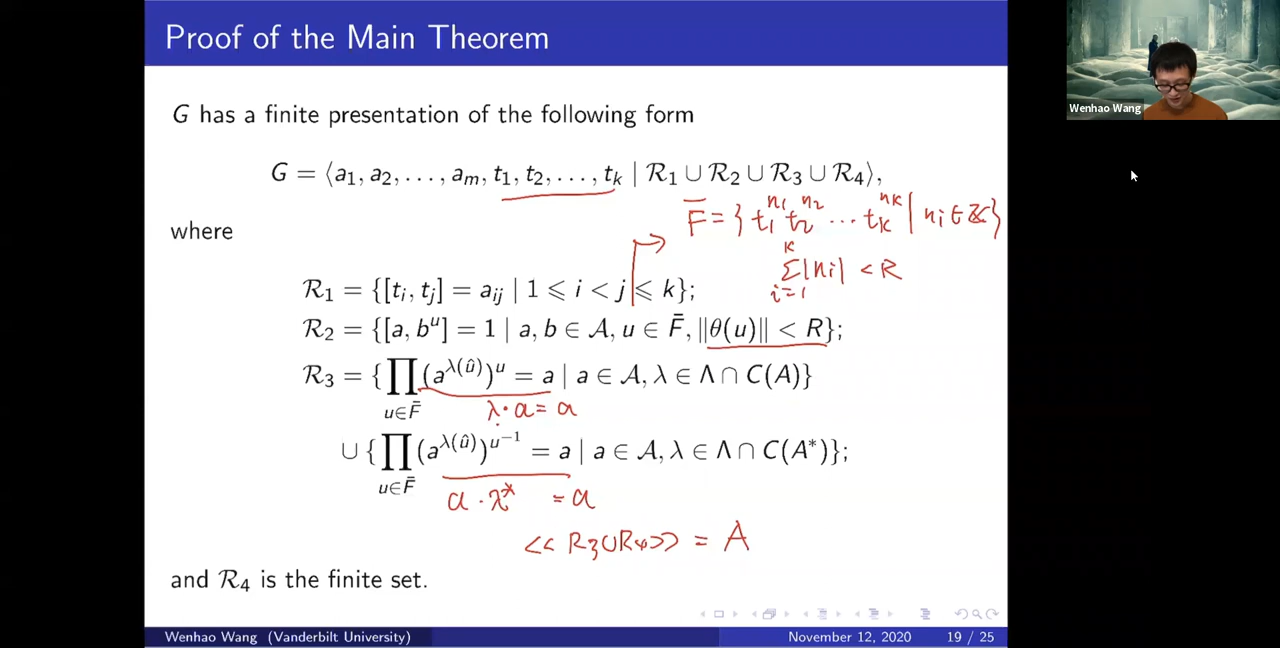 Proof of the Main Theorem
Wenhao Wang
G has a finite presentation of the following form
G = ⟨a₁, a₂, . . . , aₘ, t₁, t₂, . . . , tₖ | ℛ₁ ∪ ℛ₂ ∪ ℛ₃ ∪ ℛ₄⟩,
F̄ = { t₁^{n₁} t₂^{n₂} ... tₖ^{nₖ} | nᵢ ∈ ℤ }
where
∑_{i=1}^{k} |nᵢ| < R
ℛ₁ = {[tᵢ, tⱼ] = aᵢⱼ | 1 ⩽ i < j ⩽ k};
ℛ₂ = {[a, bᵘ] = 1 | a, b ∈ 𝒜, u ∈ F̄, ‖θ(u)‖ < R};
ℛ₃ = {∏_{u∈F̄} (a^{λ(û)})^u = a | a ∈ 𝒜, λ ∈ Λ ∩ C(A)}
λ · a = a
∪ {∏_{u∈F̄} (a^{λ(û)})^{u⁻¹} = a | a ∈ 𝒜, λ ∈ Λ ∩ C(A*)};
a · λ* = a
<< R₃ ∪ R₄ >> = A
and ℛ₄ is the finite set.
Wenhao Wang (Vanderbilt University)
November 12, 2020
19 / 25